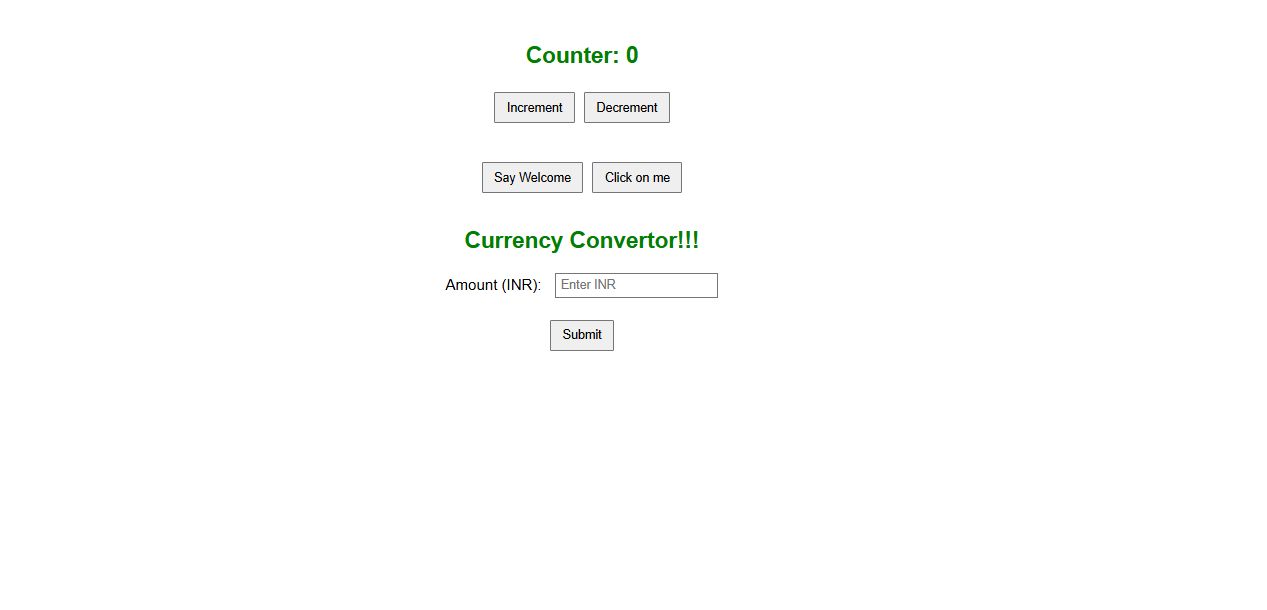 Counter: 0
Increment Decrement
Say Welcome Click on me
Currency Convertor!!!
Amount (INR): Enter INR
Submit